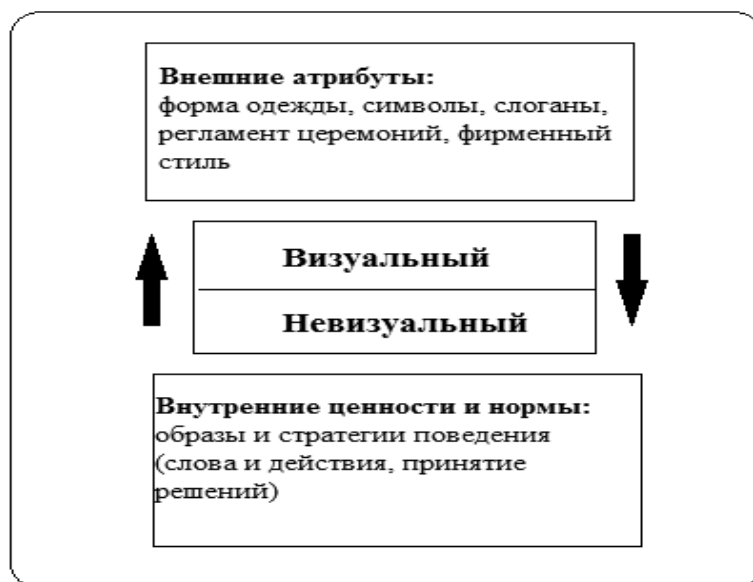 Внешние атрибуты:
форма одежды, символы, слоганы,
регламент церемоний, фирменный
стиль
Визуальный
Невизуальный
Внутренние ценности и нормы:
образы и стратегии поведения
(слова и действия, принятие
решений)